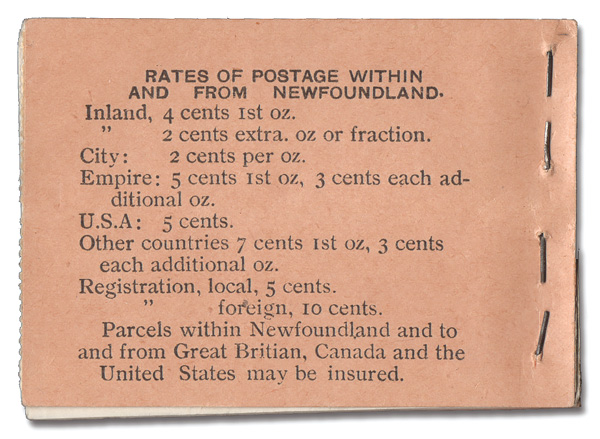 RATES OF POSTAGE WITHIN
AND FROM NEWFOUNDLAND.
Inland, 4 cents 1st oz.
” 2 cents extra. oz or fraction.
City: 2 cents per oz.
Empire: 5 cents 1st oz, 3 cents each ad-
ditional oz.
U.S.A: 5 cents.
Other countries 7 cents 1st oz, 3 cents
each additional oz.
Registration, local, 5 cents.
” foreign, 10 cents.
Parcels within Newfoundland and to
and from Great Britian, Canada and the
United States may be insured.